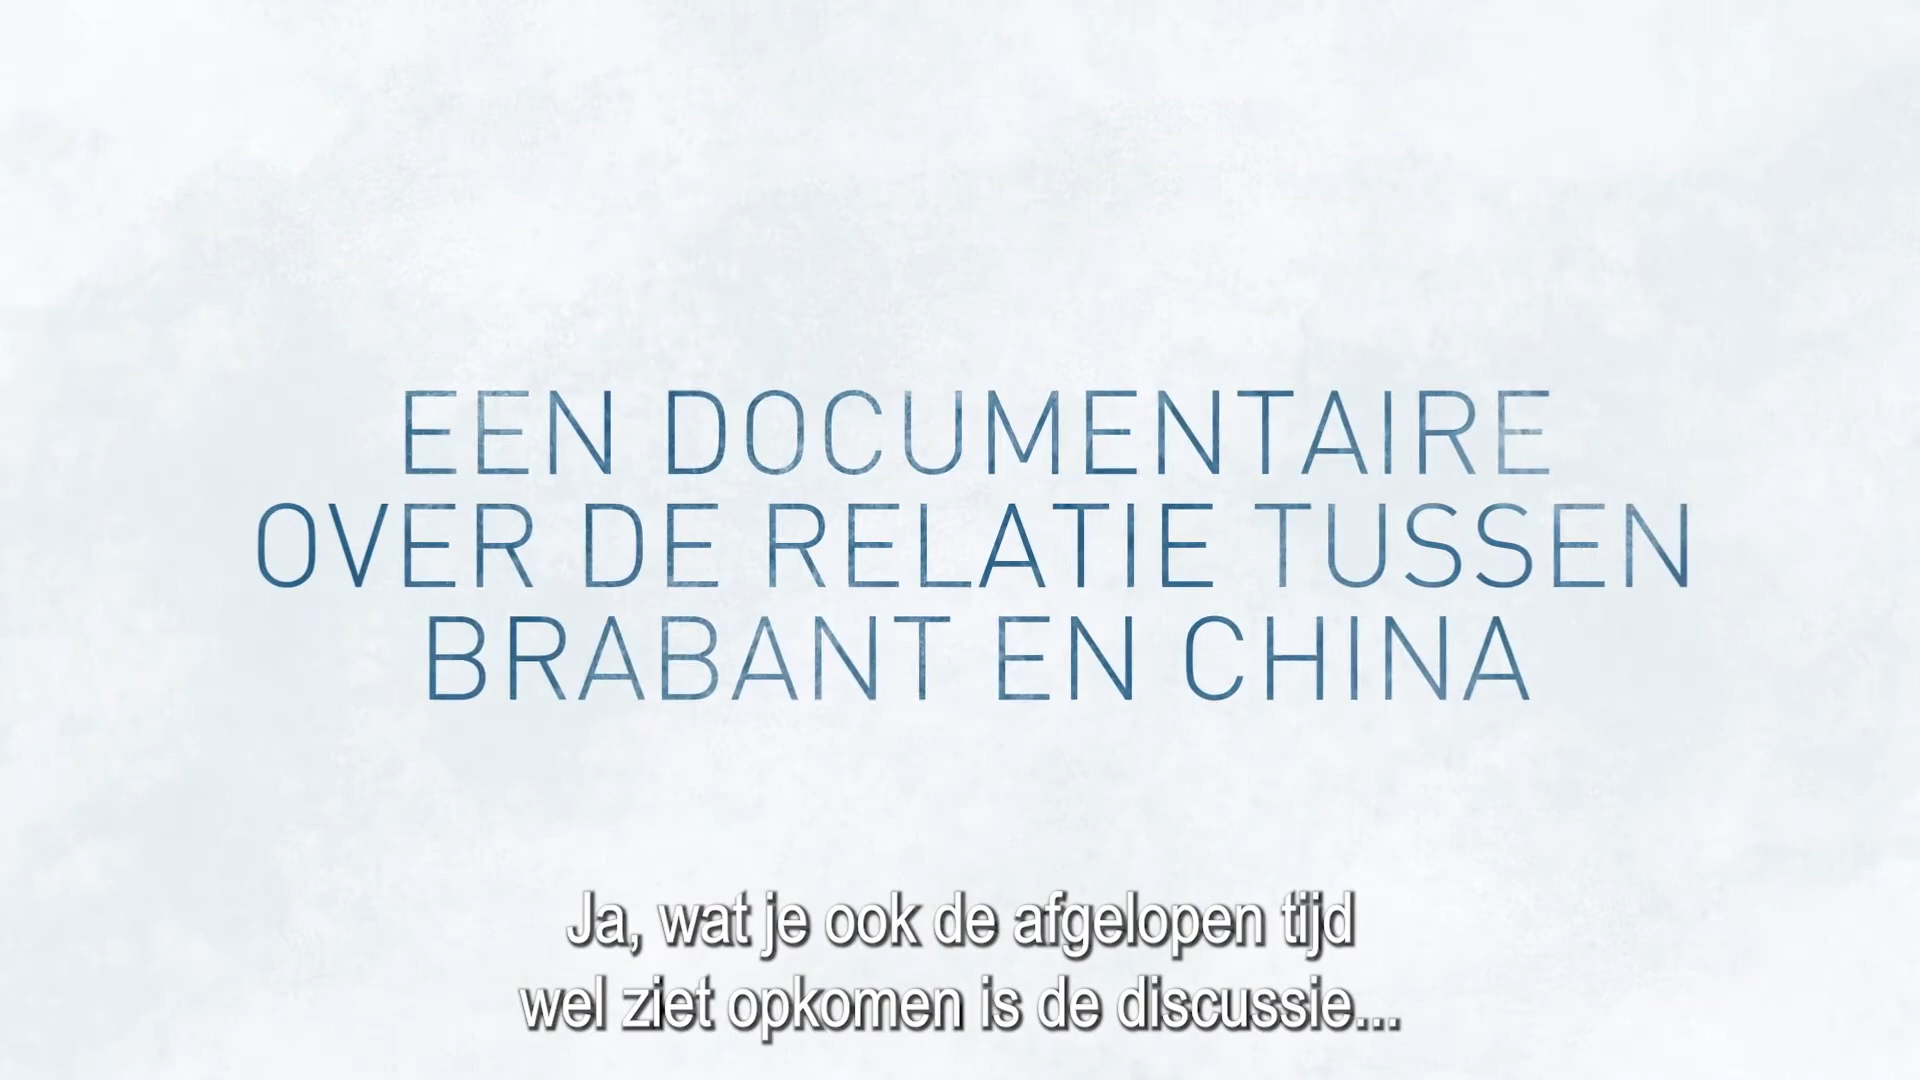 EEN DOCUMENTAIRE
OVER DE RELATIE TUSSEN
BRABANT EN CHINA
Ja, wat je ook de afgelopen tijd
wel ziet opkomen is de discussie...